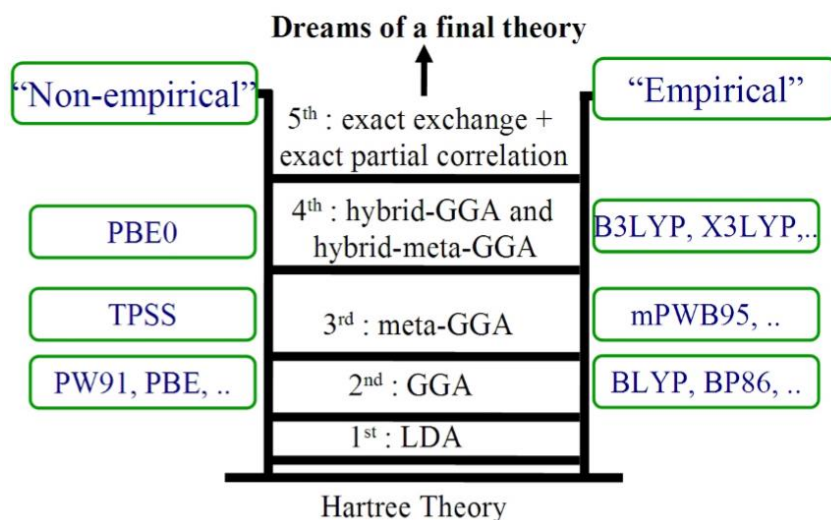 Dreams of a final theory
“Non-empirical”
“Empirical”
5th : exact exchange +
exact partial correlation
PBE0
4th : hybrid-GGA and
hybrid-meta-GGA
B3LYP, X3LYP,..
TPSS
3rd : meta-GGA
mPWB95, ..
PW91, PBE, ..
2nd : GGA
BLYP, BP86, ..
1st : LDA
Hartree Theory